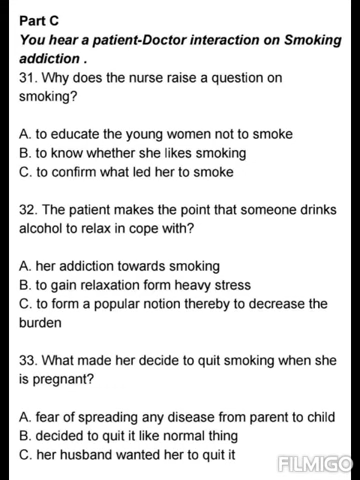 Part C
You hear a patient-Doctor interaction on Smoking
addiction .
31. Why does the nurse raise a question on
smoking?
A. to educate the young women not to smoke
B. to know whether she likes smoking
C. to confirm what led her to smoke
32. The patient makes the point that someone drinks
alcohol to relax in cope with?
A. her addiction towards smoking
B. to gain relaxation form heavy stress
C. to form a popular notion thereby to decrease the
burden
33. What made her decide to quit smoking when she
is pregnant?
A. fear of spreading any disease from parent to child
B. decided to quit it like normal thing
C. her husband wanted her to quit it
FILMIGO